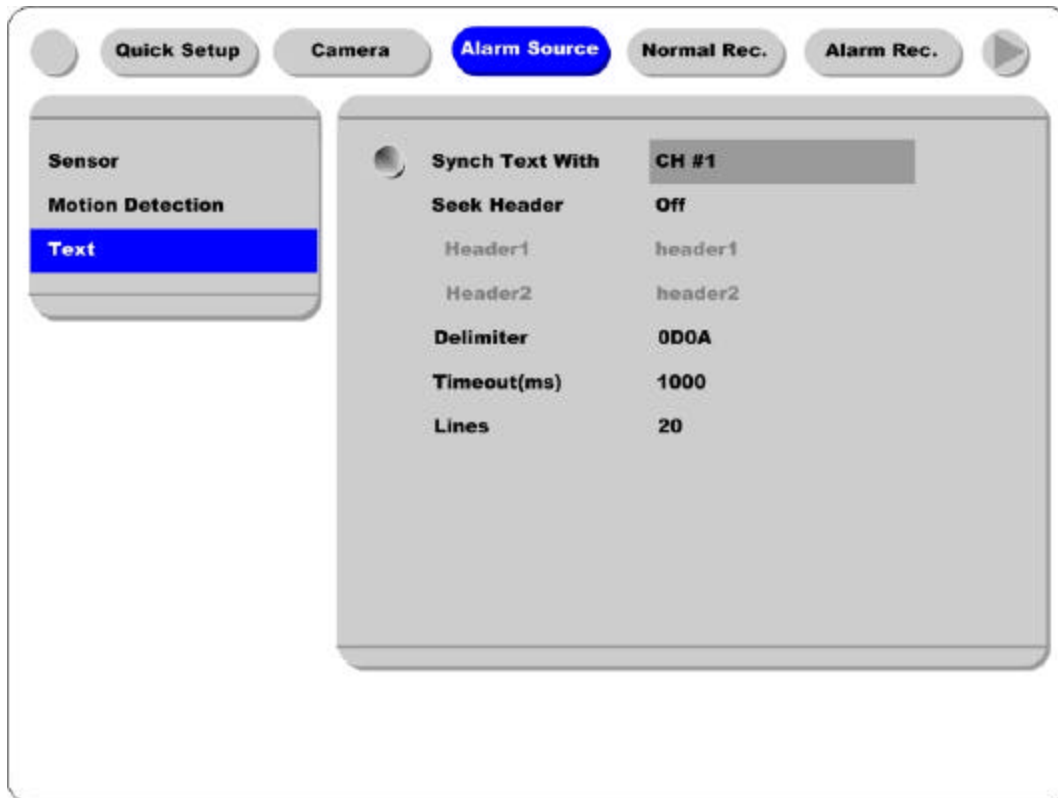 Quick Setup Camera Alarm Source Normal Rec. Alarm Rec.
Sensor
Motion Detection
Text
Synch Text With CH #1
Seek Header Off
Header1 header1
Header2 header2
Delimiter 0D0A
Timeout(ms) 1000
Lines 20